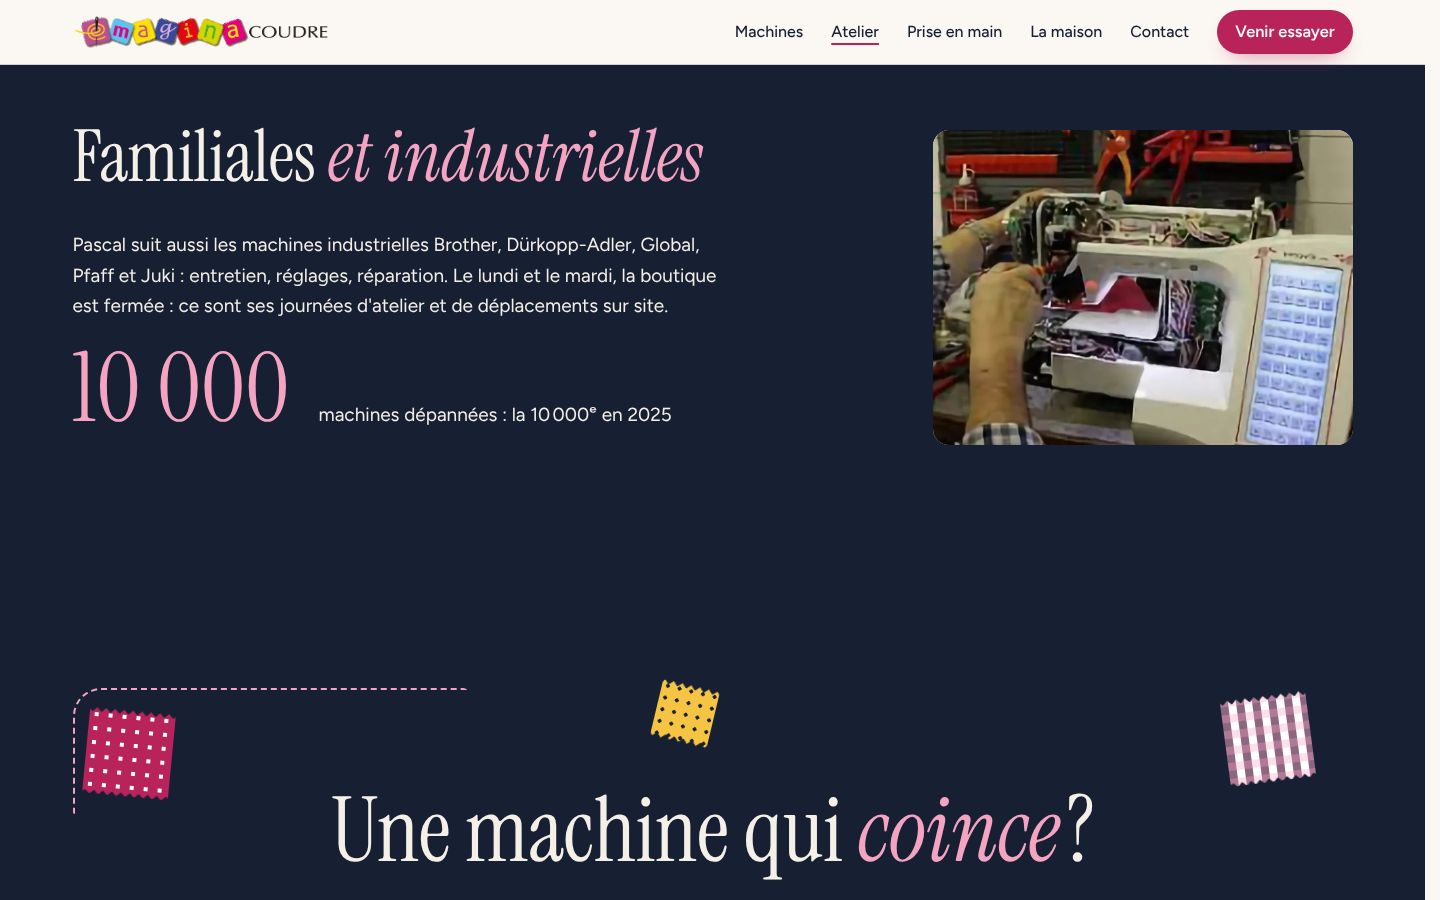 emagina COUDRE
Machines
Atelier
Prise en main
La maison
Contact
Venir essayer
Familiales et industrielles
Pascal suit aussi les machines industrielles Brother, Dürkopp-Adler, Global,
Pfaff et Juki : entretien, réglages, réparation. Le lundi et le mardi, la boutique
est fermée : ce sont ses journées d'atelier et de déplacements sur site.
10 000
machines dépannées : la 10 000ᵉ en 2025
Une machine qui coince ?